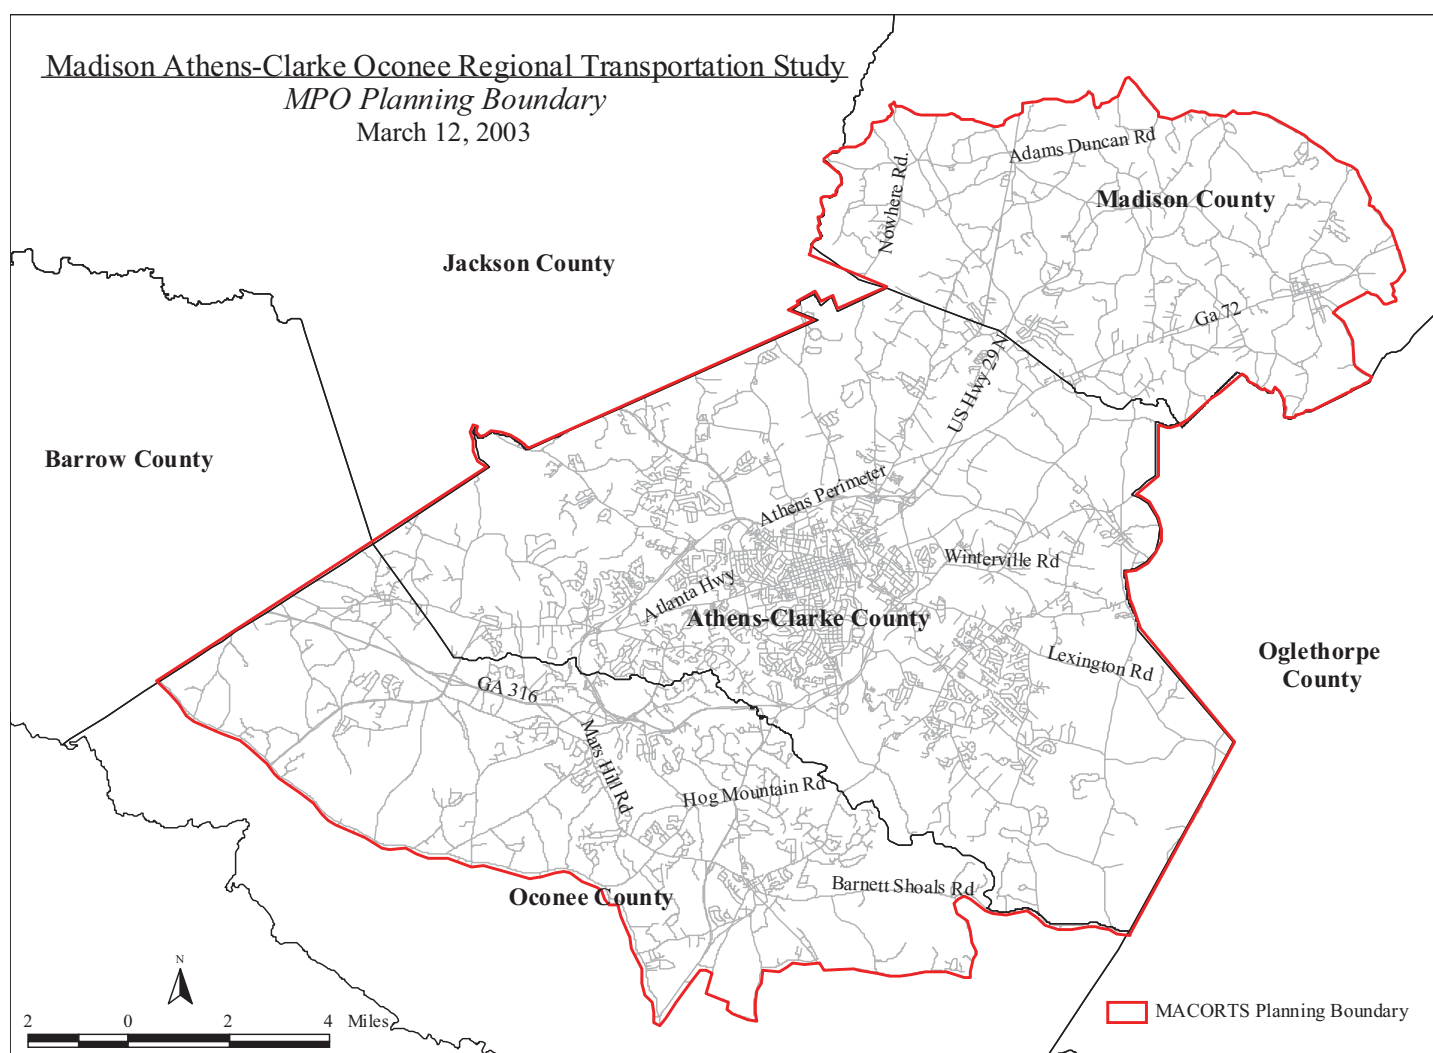 Madison Athens-Clarke Oconee Regional Transportation Study
MPO Planning Boundary
March 12, 2003
Adams Duncan Rd
Nowhere Rd.
Madison County
Jackson County
Ga 72
US Hwy 29 N
Barrow County
Athens Perimeter
Winterville Rd
Atlanta Hwy
Athens-Clarke County
Lexington Rd
Oglethorpe
County
GA 316
Mars Hill Rd
Hog Mountain Rd
Barnett Shoals Rd
Oconee County
N
2 0 2 4 Miles
MACORTS Planning Boundary